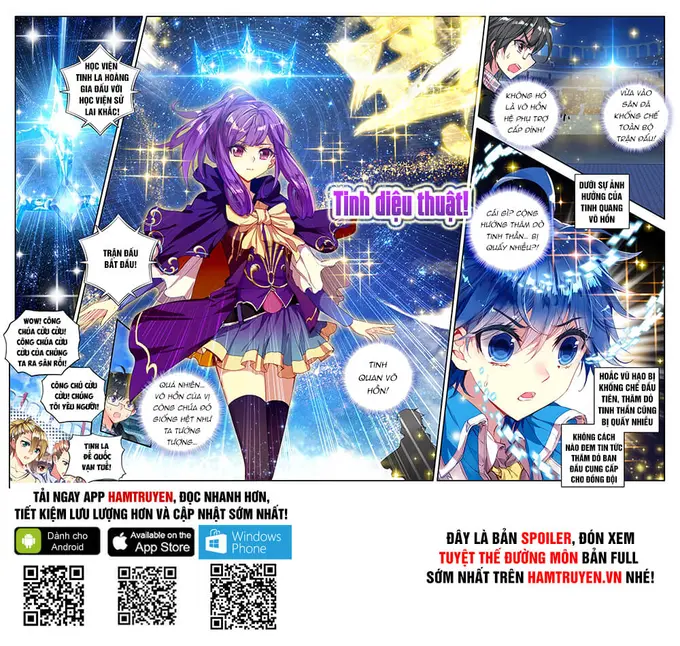 HỌC VIỆN
TINH LA HOÀNG
GIA ĐẤU VỚI
HỌC VIỆN SỬ
LAI KHẮC!
TRẬN ĐẤU
BẮT ĐẦU!
WOW! CÔNG
CHÚA CỬU CỬU!
CÔNG CHÚA CỬU
CỬU CỦA CHÚNG
TA RA SÂN RỒI!
CÔNG CHÚA CỬU
CỬU! CHÚNG
TÔI YÊU NGƯỜI!
TINH LA
ĐẾ QUỐC
VẠN TUẾ!
QUẢ NHIÊN...
VÕ HỒN CỦA VỊ
CÔNG CHÚA ĐÓ
GIỐNG HỆT NHƯ
TA TƯỞNG
TƯỢNG...
Tinh diệu thuật!
TINH
QUAN VÕ
HỒN!
KHÔNG HỔ
LÀ VÕ HỒN
HỆ PHỤ TRỢ
CẤP ĐỈNH!
VỪA VÀO
SÂN ĐÃ
KHỐNG CHẾ
TOÀN BỘ
TRẬN ĐẤU!
DƯỚI SỰ ẢNH
HƯỞNG CỦA
TINH QUANG
VÕ HỒN
CÁI GÌ? CỘNG
HƯỞNG THĂM DÒ
TINH THẦN... BỊ
QUẤY NHIỄU?!
HOẮC VŨ HẠO BỊ
KHỐNG CHẾ ĐẦU
TIÊN, THĂM DÒ
TINH THẦN CŨNG
BỊ QUẤY NHIỄU
KHÔNG CÁCH
NÀO ĐEM TIN TỨC
THĂM DÒ BAN
ĐẦU CUNG CẤP
CHO ĐỒNG ĐỘI
TẢI NGAY APP HAMTRUYEN, ĐỌC NHANH HƠN,
TIẾT KIỆM LƯU LƯỢNG HƠN VÀ CẬP NHẬT SỚM NHẤT!
Dành cho
Android
Available on the
App Store
Windows
Phone
ĐÂY LÀ BẢN SPOILER, ĐÓN XEM
TUYỆT THẾ ĐƯỜNG MÔN BẢN FULL
SỚM NHẤT TRÊN HAMTRUYEN.VN NHÉ!